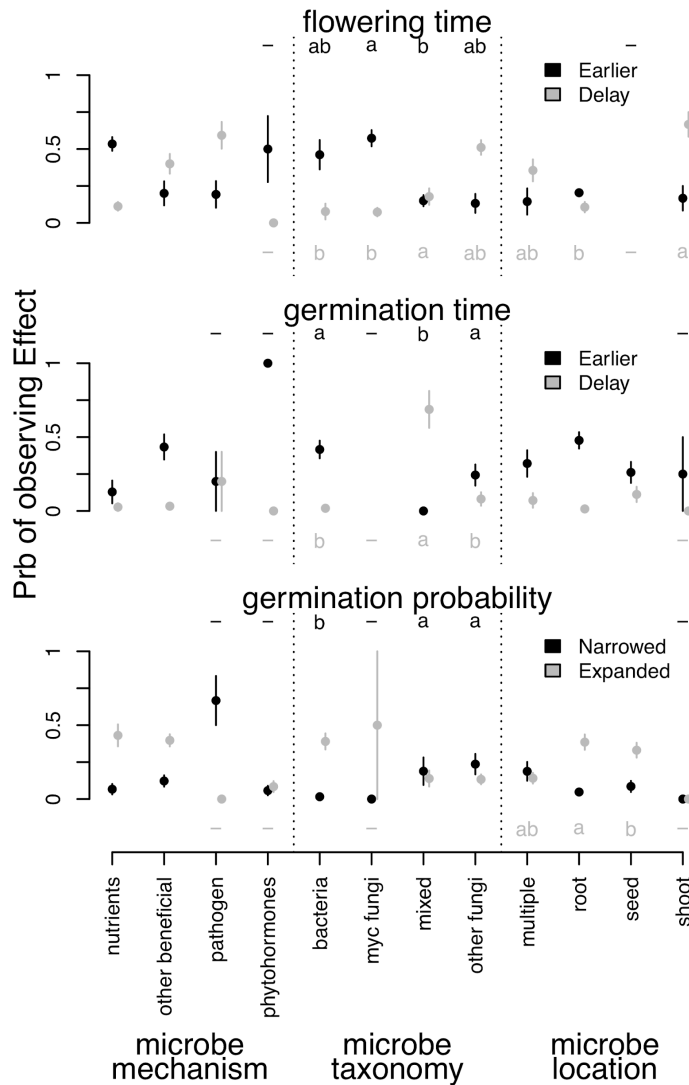 flowering time
– ab a b ab –
Earlier
Delay
1
0.5
0
– b b a ab ab b – a
germination time
– – a – b a –
Earlier
Delay
1
0.5
0
– – b – a b –
germination probability
– – b – a a –
Narrowed
Expanded
1
0.5
0
– – – ab a b –
Prb of observing Effect
nutrients
other beneficial
pathogen
phytohormones
bacteria
myc fungi
mixed
other fungi
multiple
root
seed
shoot
microbe
mechanism
microbe
taxonomy
microbe
location